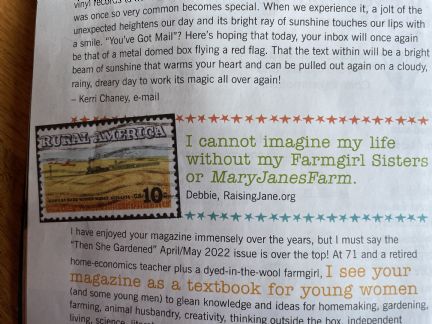 was once so very common becomes special. When we experience it, a jolt of the
unexpected heightens our day and its bright ray of sunshine touches our lips with
a smile. "You've Got Mail"? Here's hoping that today, your inbox will once again
be that of a metal domed box flying a red flag. That the text within will be a bright
beam of sunshine that warms your heart and can be pulled out again on a cloudy,
rainy, dreary day to work its magic all over again!
– Kerri Chaney, e-mail
RURAL AMERICA
10c
I cannot imagine my life
without my Farmgirl Sisters
or MaryJanesFarm.
Debbie, RaisingJane.org
I have enjoyed your magazine immensely over the years, but I must say the
"Then She Gardened" April/May 2022 issue is over the top! At 71 and a retired
home-economics teacher plus a dyed-in-the-wool farmgirl, I see your
magazine as a textbook for young women
(and some young men) to glean knowledge and ideas for homemaking, gardening,
farming, animal husbandry, creativity, thinking outside the box, independent
living, science,